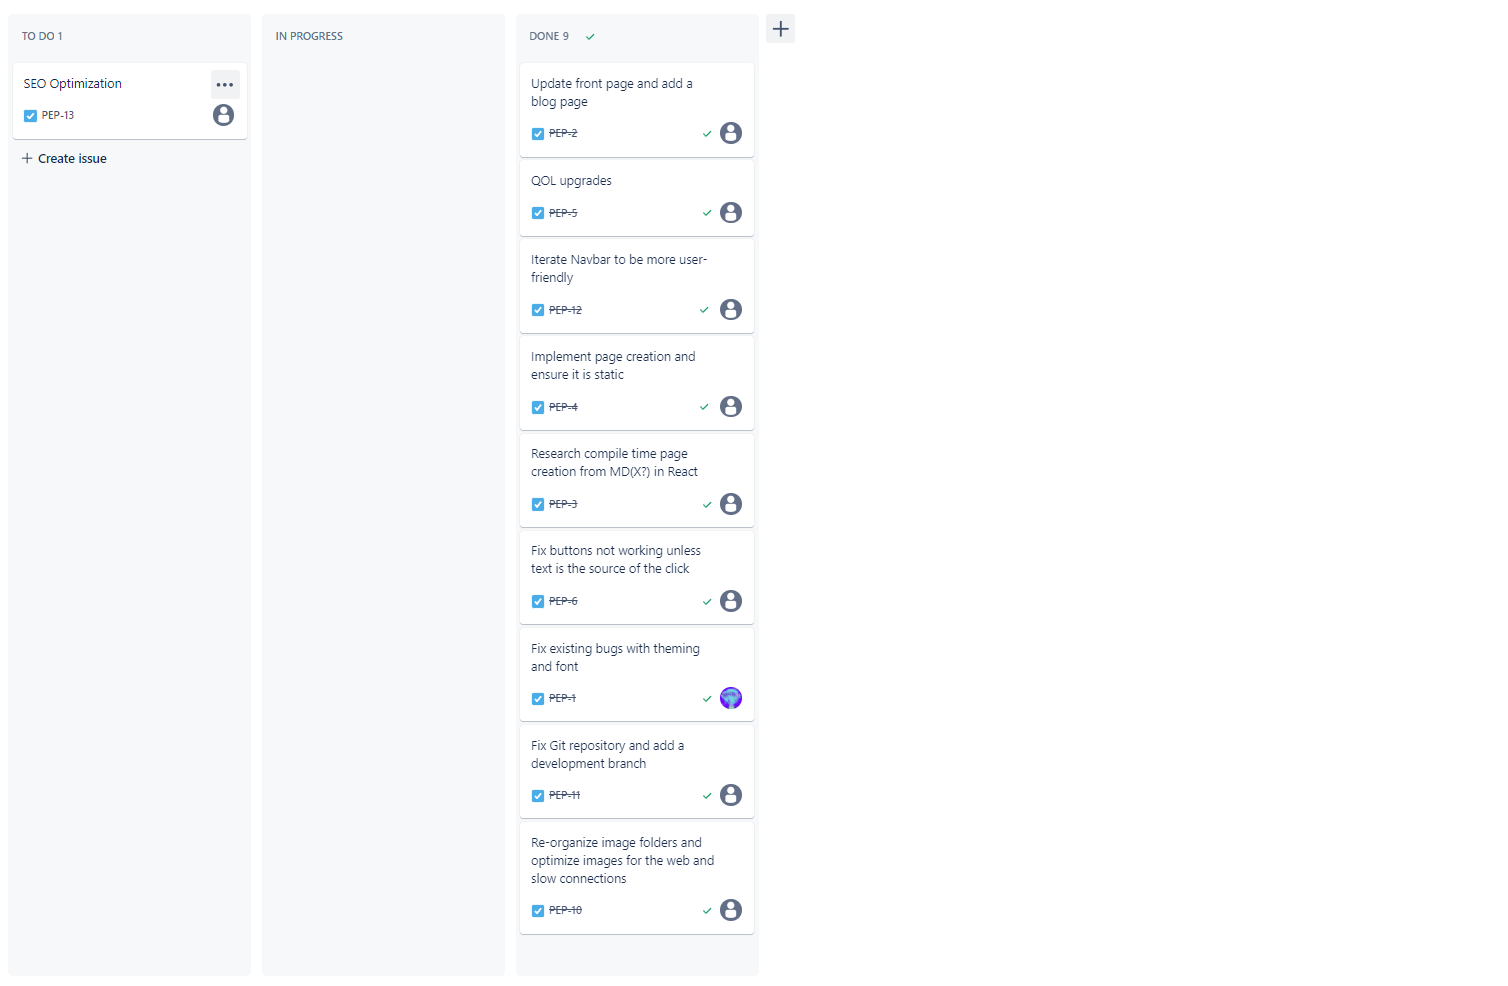 TO DO 1
SEO Optimization
PEP-13
Create issue
IN PROGRESS
DONE 9
Update front page and add a
blog page
PEP-2
QOL upgrades
PEP-5
Iterate Navbar to be more user-
friendly
PEP-12
Implement page creation and
ensure it is static
PEP-4
Research compile time page
creation from MD(X?) in React
PEP-3
Fix buttons not working unless
text is the source of the click
PEP-6
Fix existing bugs with theming
and font
PEP-1
Fix Git repository and add a
development branch
PEP-11
Re-organize image folders and
optimize images for the web and
slow connections
PEP-10